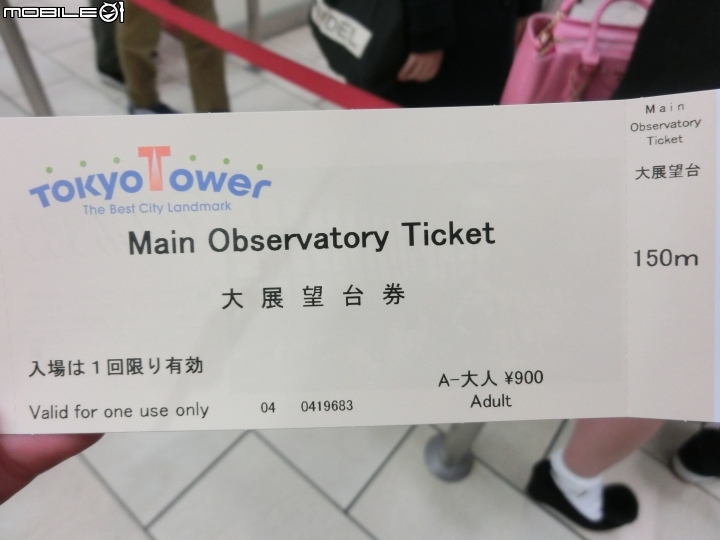 MOBILE01
TOKYO TOWER
The Best City Landmark
Main Observatory Ticket
大展望台券
入場は1回限り有効
Valid for one use only
04 0419683
A-大人 ¥900
Adult
Main
Observatory
Ticket
大展望台
150m